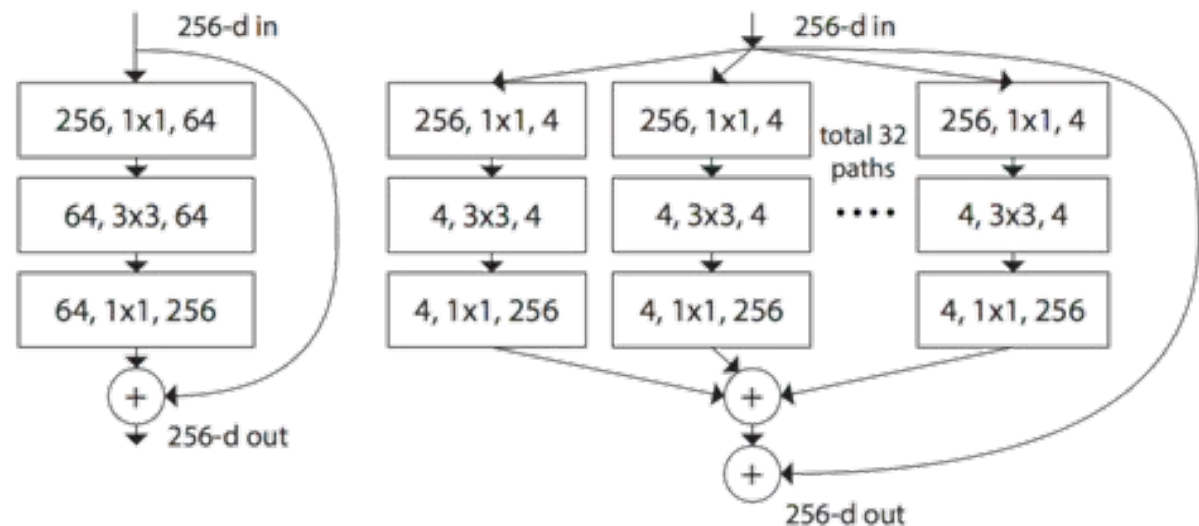 256-d in
256, 1x1, 64
64, 3x3, 64
64, 1x1, 256
+
256-d out
256-d in
256, 1x1, 4
4, 3x3, 4
4, 1x1, 256
256, 1x1, 4
4, 3x3, 4
4, 1x1, 256
total 32
paths
....
256, 1x1, 4
4, 3x3, 4
4, 1x1, 256
+
+
256-d out